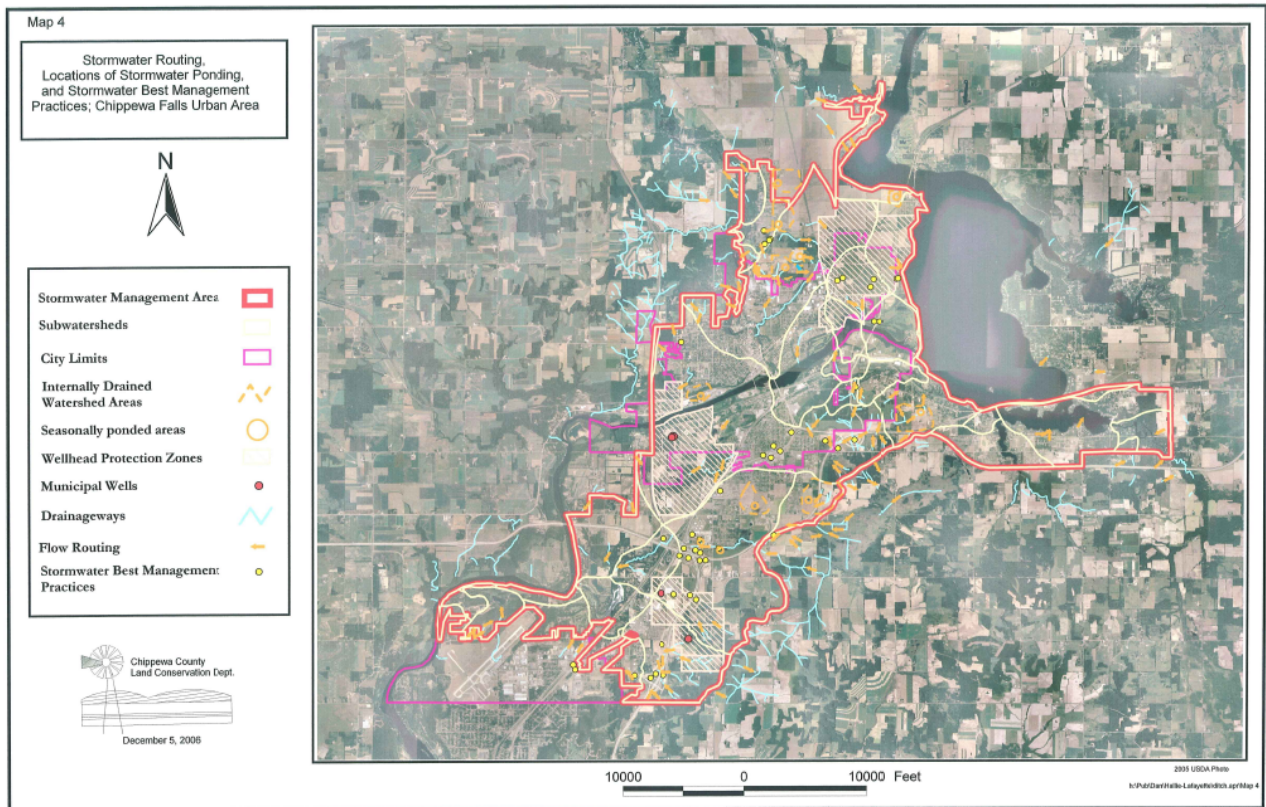 Map 4
Stormwater Routing,
Locations of Stormwater Ponding,
and Stormwater Best Management
Practices; Chippewa Falls Urban Area
N
Stormwater Management Area
Subwatersheds
City Limits
Internally Drained
Watershed Areas
Seasonally ponded areas
Wellhead Protection Zones
Municipal Wells
Drainageways
Flow Routing
Stormwater Best Management
Practices
Chippewa County
Land Conservation Dept.
December 5, 2006
10000 0 10000 Feet
2005 USDA Photo